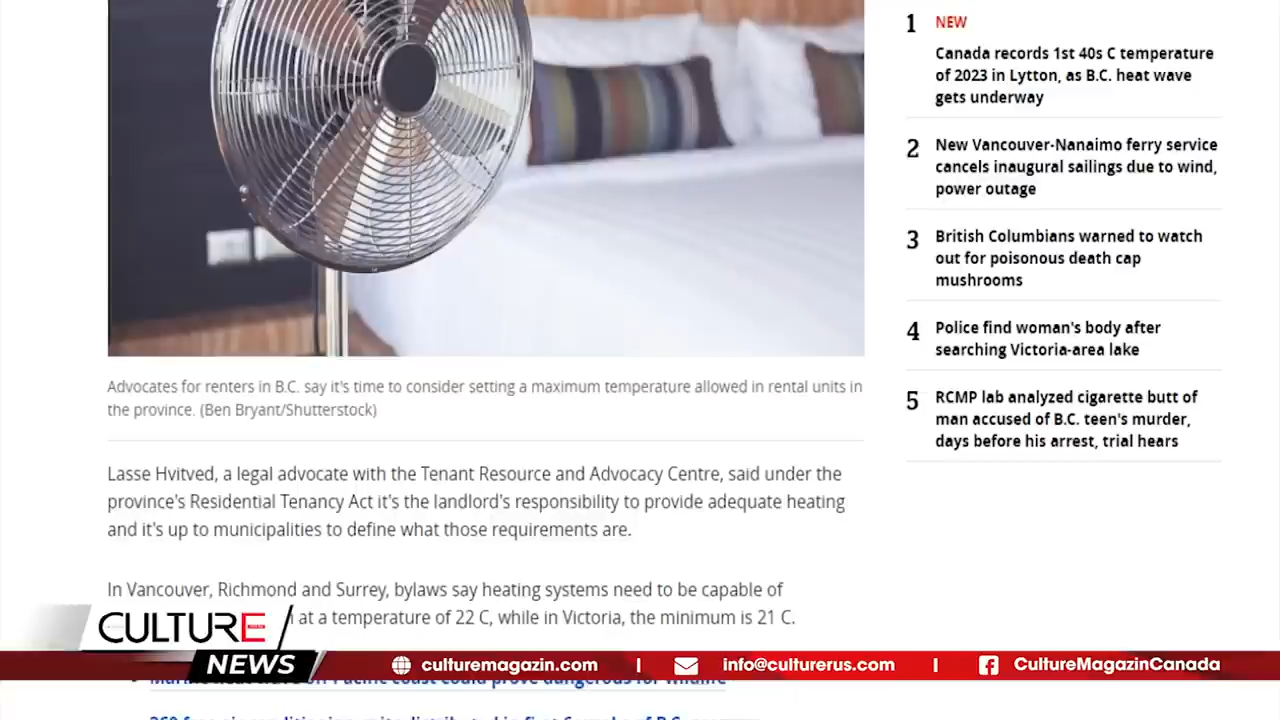 1 NEW
Canada records 1st 40s C temperature
of 2023 in Lytton, as B.C. heat wave
gets underway
2 New Vancouver-Nanaimo ferry service
cancels inaugural sailings due to wind,
power outage
3 British Columbians warned to watch
out for poisonous death cap
mushrooms
4 Police find woman's body after
searching Victoria-area lake
5 RCMP lab analyzed cigarette butt of
man accused of B.C. teen's murder,
days before his arrest, trial hears
Advocates for renters in B.C. say it's time to consider setting a maximum temperature allowed in rental units in
the province. (Ben Bryant/Shutterstock)
Lasse Hvitved, a legal advocate with the Tenant Resource and Advocacy Centre, said under the
province's Residential Tenancy Act it's the landlord's responsibility to provide adequate heating
and it's up to municipalities to define what those requirements are.
In Vancouver, Richmond and Surrey, bylaws say heating systems need to be capable of
at a temperature of 22 C, while in Victoria, the minimum is 21 C.
CULTURE
NEWS
culturemagazin.com | info@culturerus.com | CultureMagazinCanada